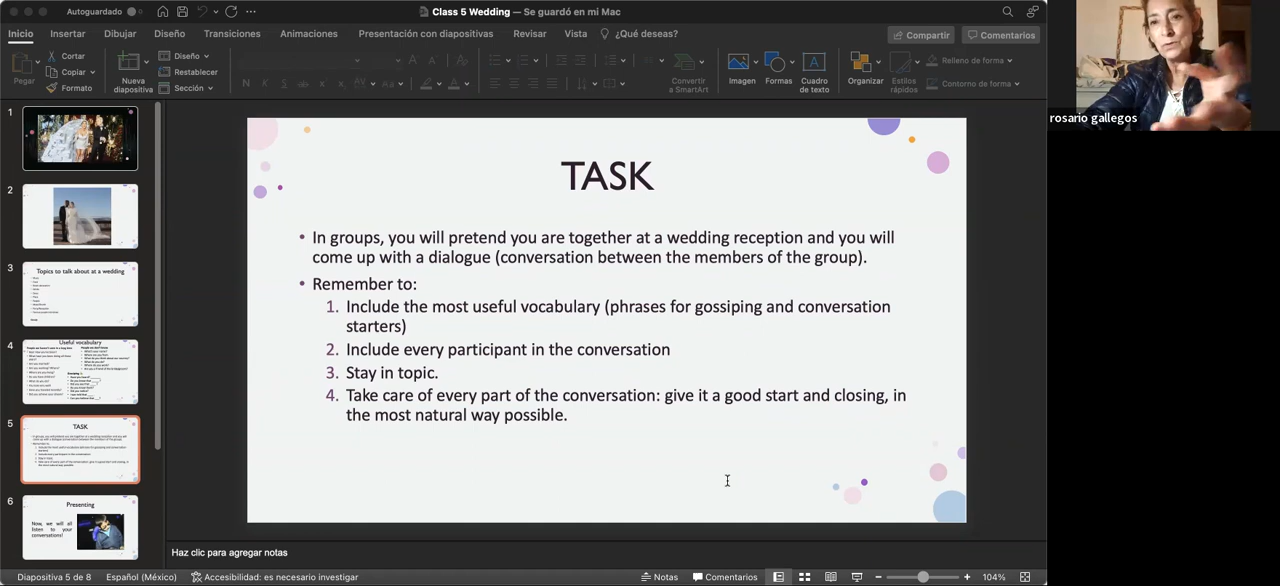 Autoguardado
Class 5 Wedding — Se guardó en mi Mac
Inicio
Insertar
Dibujar
Diseño
Transiciones
Animaciones
Presentación con diapositivas
Revisar
Vista
¿Qué deseas?
Compartir
Comentarios
Pegar
Cortar
Copiar
Formato
Nueva
diapositiva
Diseño
Restablecer
Sección
Convertir
a SmartArt
Imagen
Formas
Cuadro
de texto
Organizar
Estilos
rápidos
Relleno de forma
Contorno de forma
rosario gallegos
1
2
3
Topics to talk about at a wedding
4
Useful vocabulary
5
TASK
6
Presenting
Now, we will all
listen to your
conversations!
TASK
• In groups, you will pretend you are together at a wedding reception and you will
come up with a dialogue (conversation between the members of the group).
• Remember to:
1. Include the most useful vocabulary (phrases for gossiping and conversation
starters)
2. Include every participant in the conversation
3. Stay in topic.
4. Take care of every part of the conversation: give it a good start and closing, in
the most natural way possible.
Haz clic para agregar notas
Diapositiva 5 de 8
Español (México)
Accesibilidad: es necesario investigar
Notas
Comentarios
104%